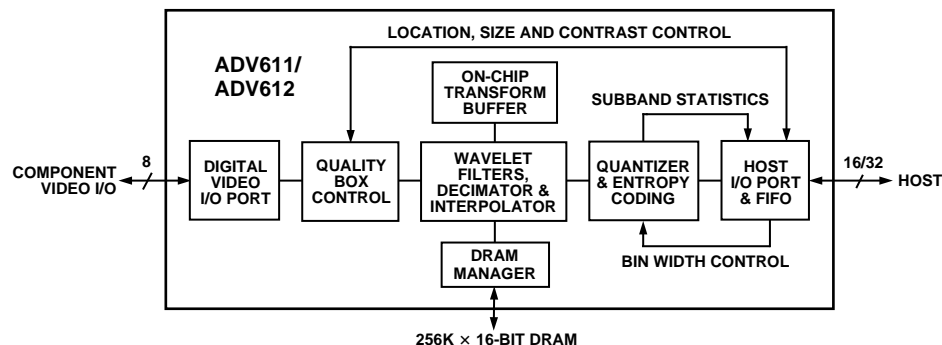 LOCATION, SIZE AND CONTRAST CONTROL
ADV611/
ADV612
ON-CHIP
TRANSFORM
BUFFER
SUBBAND STATISTICS
COMPONENT
VIDEO I/O
8
DIGITAL
VIDEO
I/O PORT
QUALITY
BOX
CONTROL
WAVELET
FILTERS,
DECIMATOR &
INTERPOLATOR
QUANTIZER
& ENTROPY
CODING
HOST
I/O PORT
& FIFO
16/32
HOST
DRAM
MANAGER
BIN WIDTH CONTROL
256K × 16-BIT DRAM